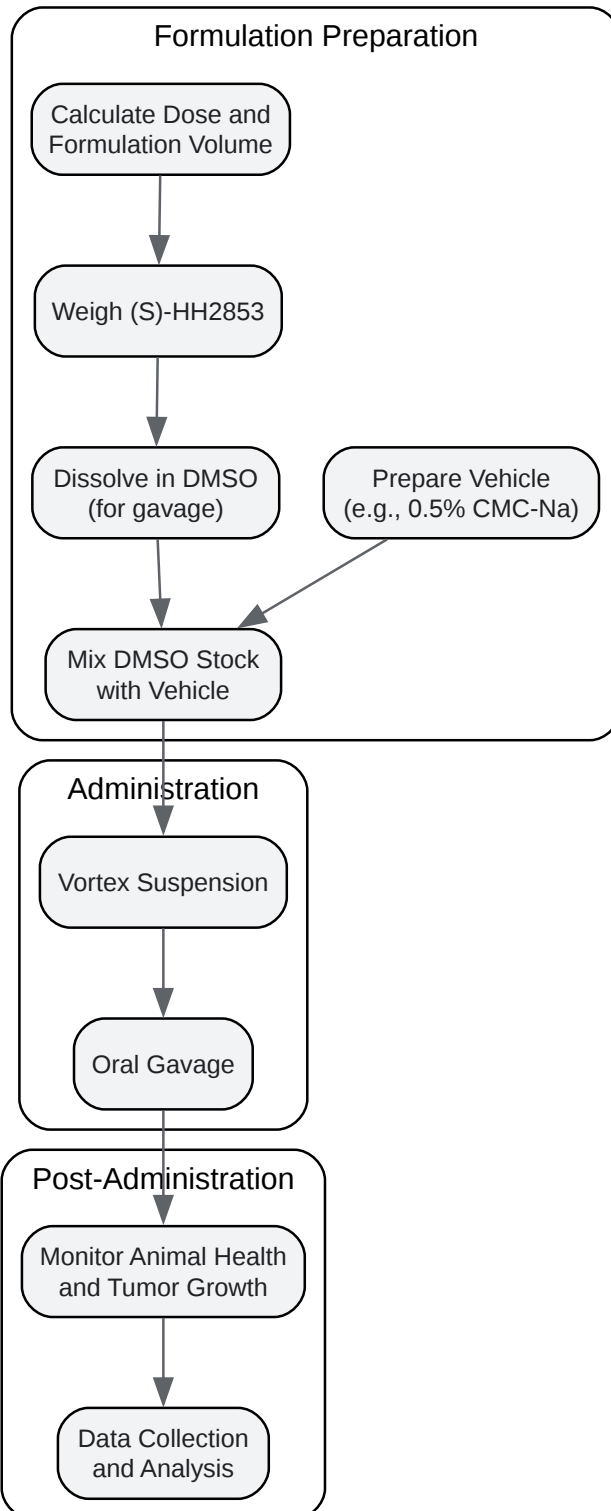 Formulation Preparation
Calculate Dose and
Formulation Volume
Weigh (S)-HH2853
Dissolve in DMSO
(for gavage)
Prepare Vehicle
(e.g., 0.5% CMC-Na)
Mix DMSO Stock
with Vehicle
Administration
Vortex Suspension
Oral Gavage
Post-Administration
Monitor Animal Health
and Tumor Growth
Data Collection
and Analysis